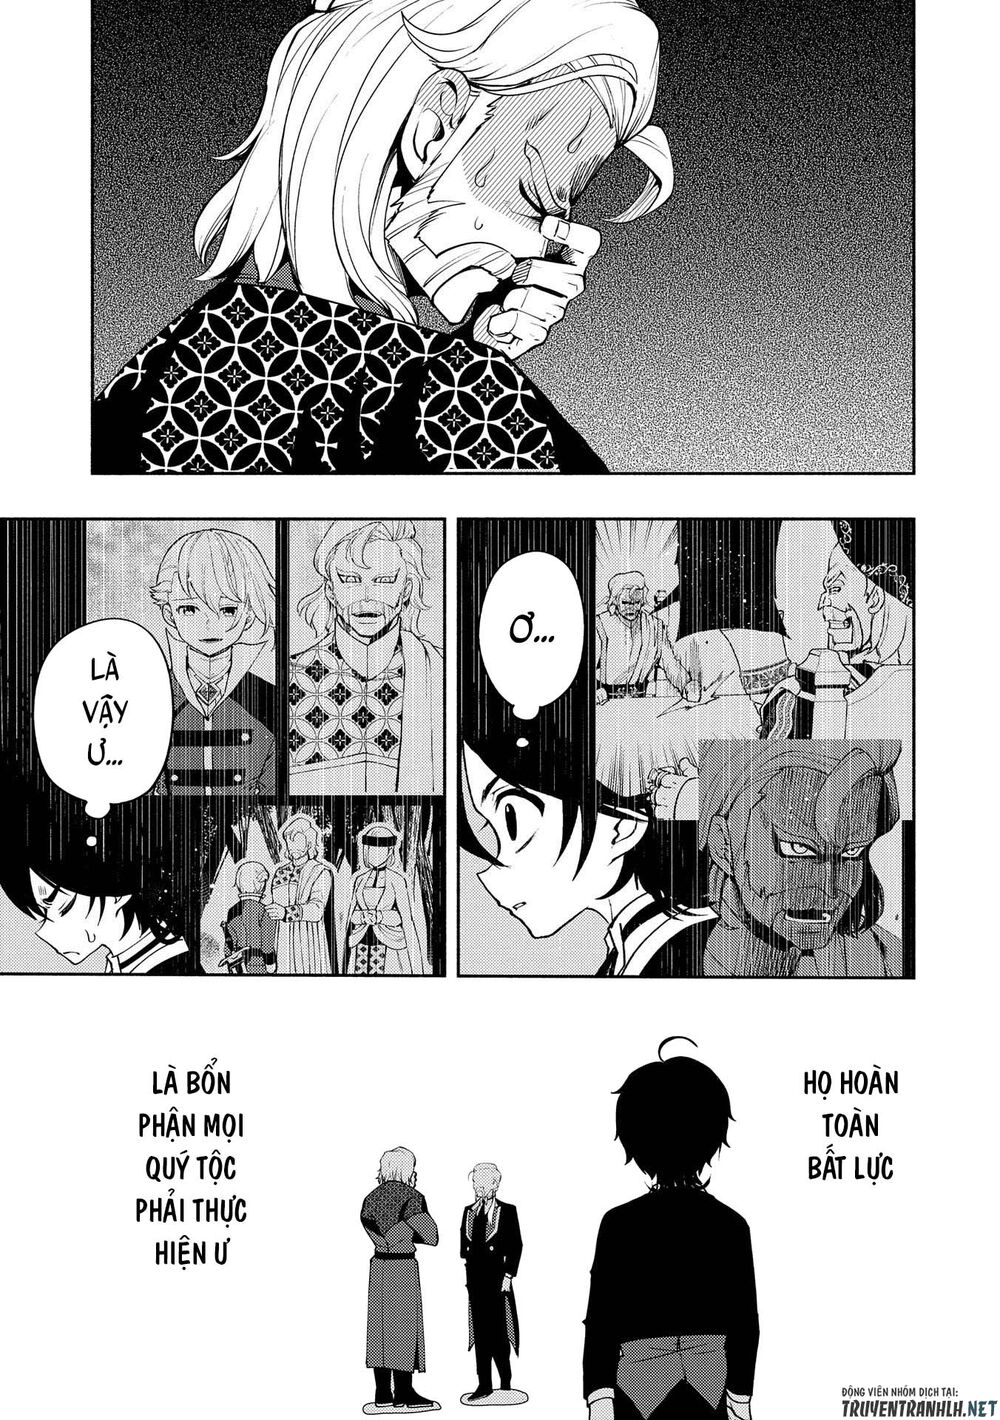 Ơ...
LÀ
VẬY
Ư...
HỌ HOÀN
TOÀN
BẤT LỰC
LÀ BỔN
PHẬN MỌI
QUÝ TỘC
PHẢI THỰC
HIỆN Ư
ĐỘNG VIÊN NHÓM DỊCH TẠI:
TRUYENTRANHLH.NET